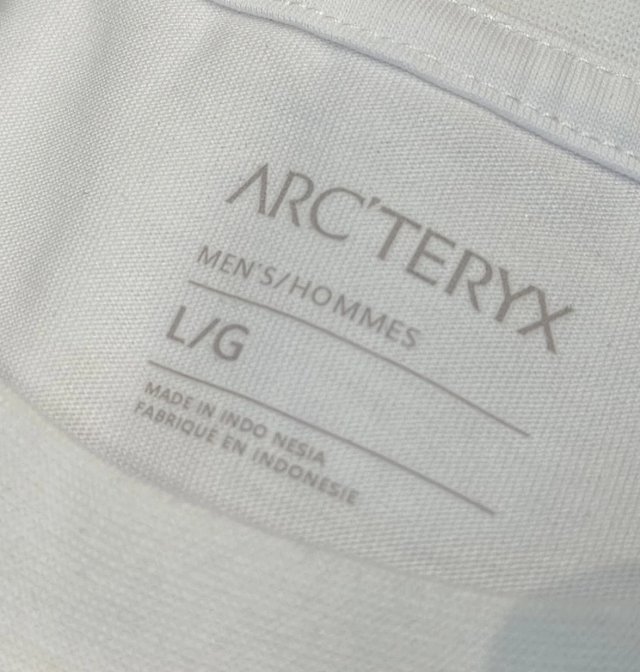 ARC'TERYX
MEN'S/HOMMES
L/G
MADE IN INDO NESIA
FABRIQUE EN INDONESIE